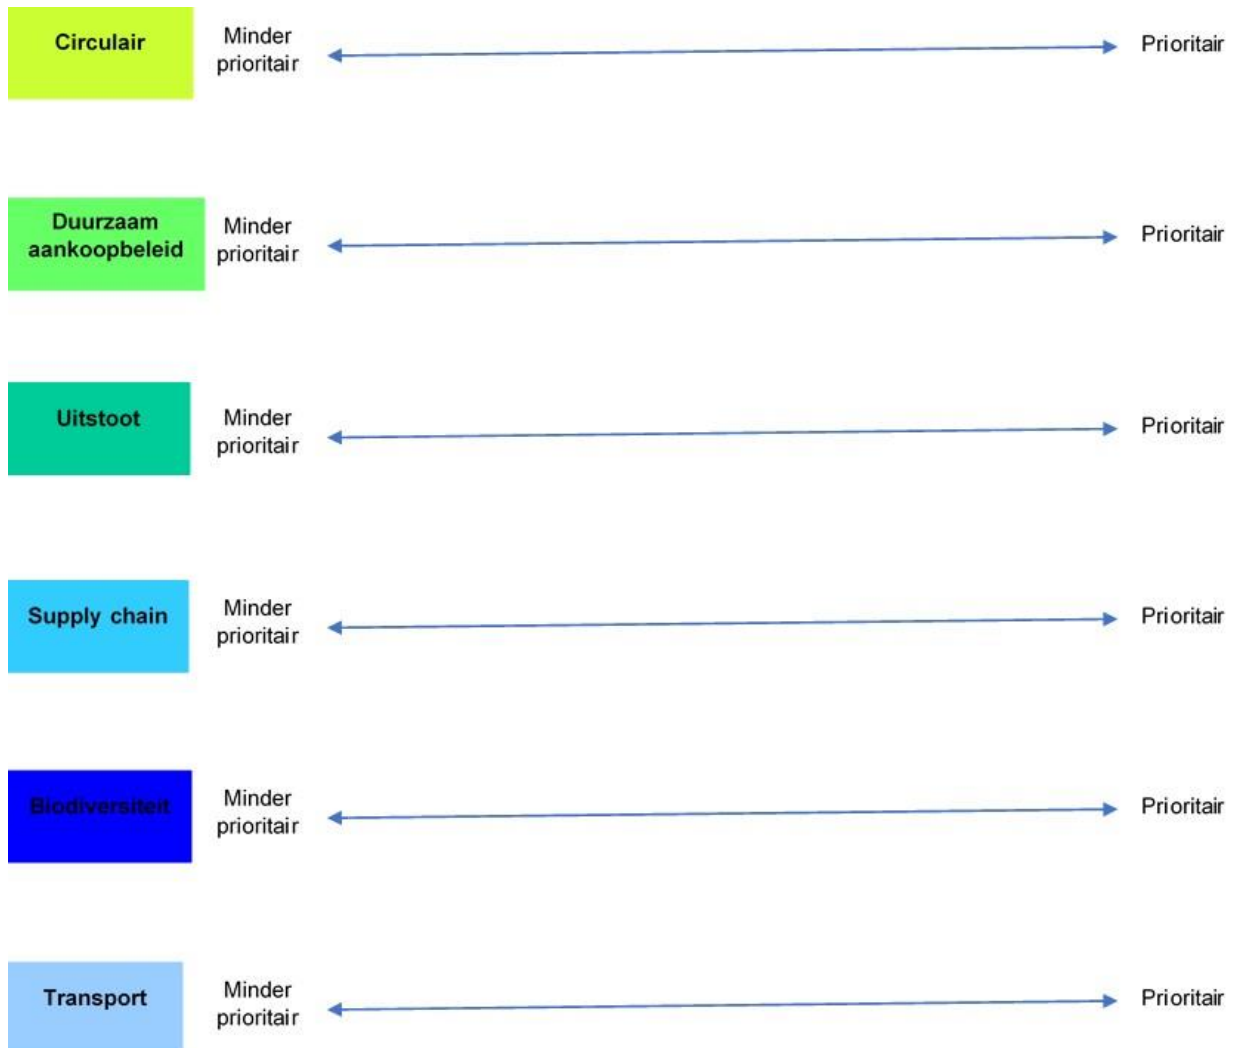 Circulair
Minder
prioritair
Prioritair
Duurzaam
aankoopbeleid
Minder
prioritair
Prioritair
Uitstoot
Minder
prioritair
Prioritair
Supply chain
Minder
prioritair
Prioritair
Biodiversiteit
Minder
prioritair
Prioritair
Transport
Minder
prioritair
Prioritair